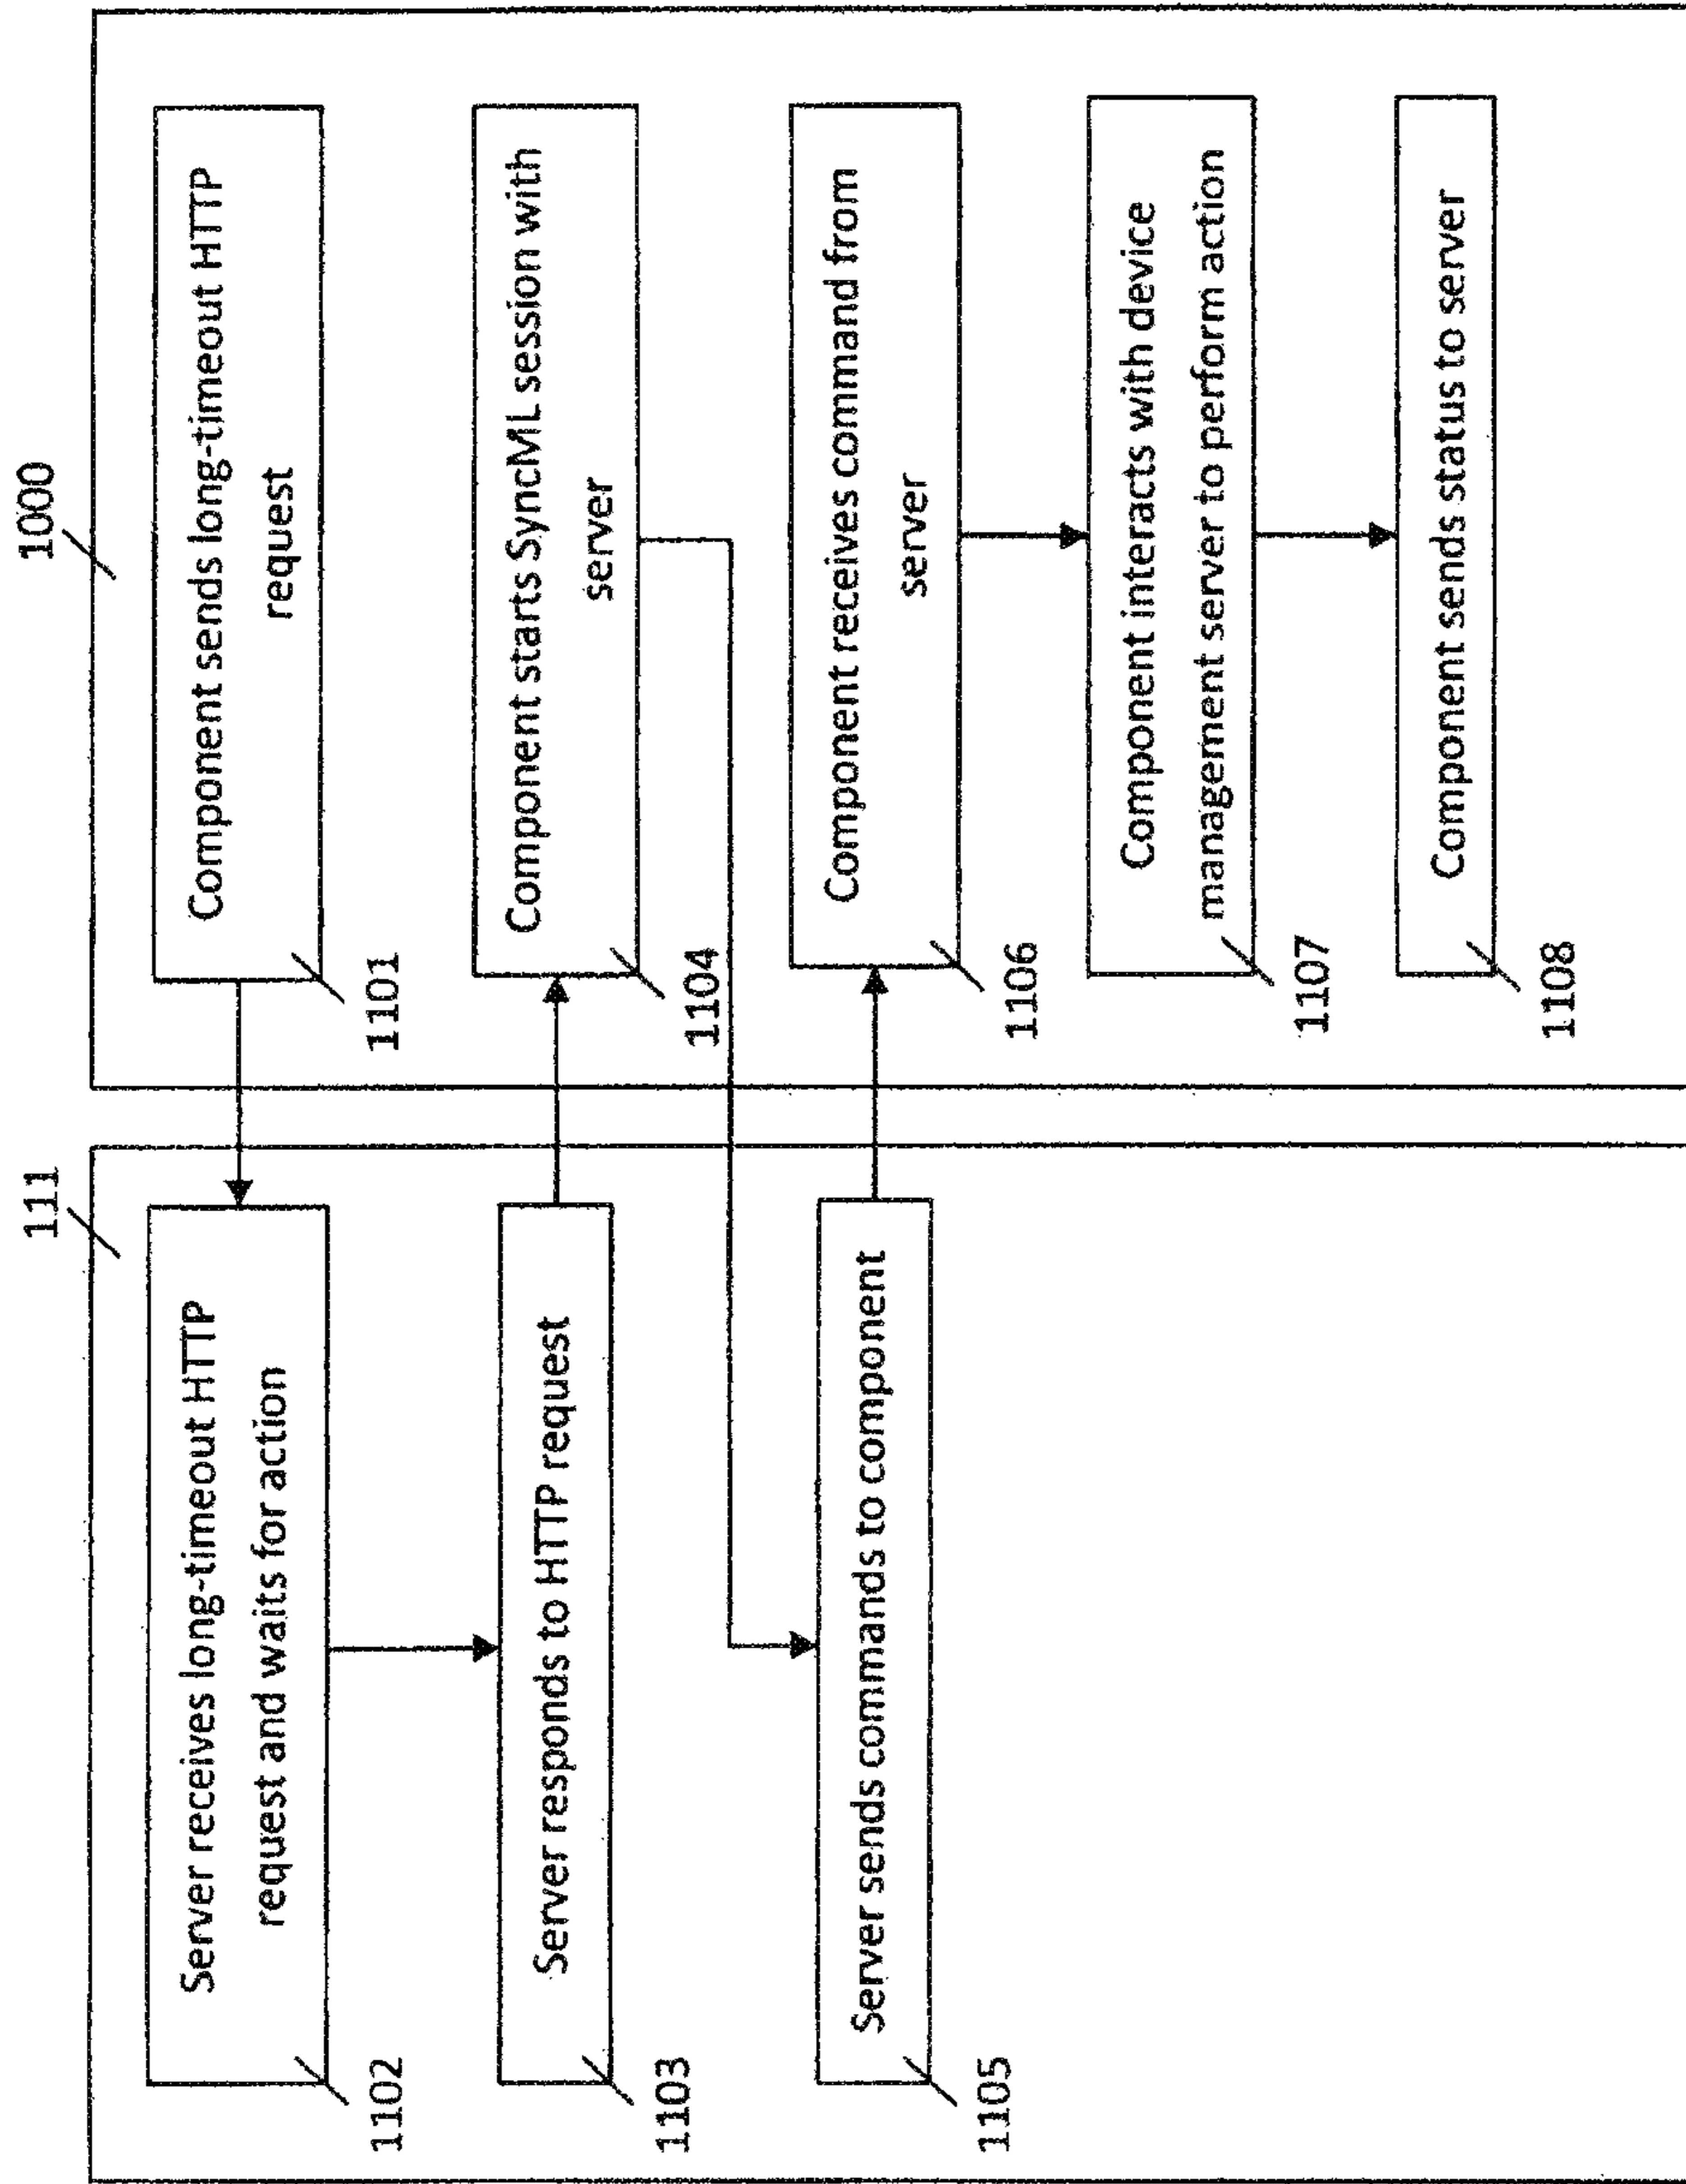 111
1000
Server receives long-timeout HTTP
request and waits for action
1102
Component sends long-timeout HTTP
request
1101
Server responds to HTTP request
1103
Component starts SyncML session with
server
1104
Server sends commands to component
1105
Component receives command from
server
1106
Component interacts with device
management server to perform action
1107
Component sends status to server
1108